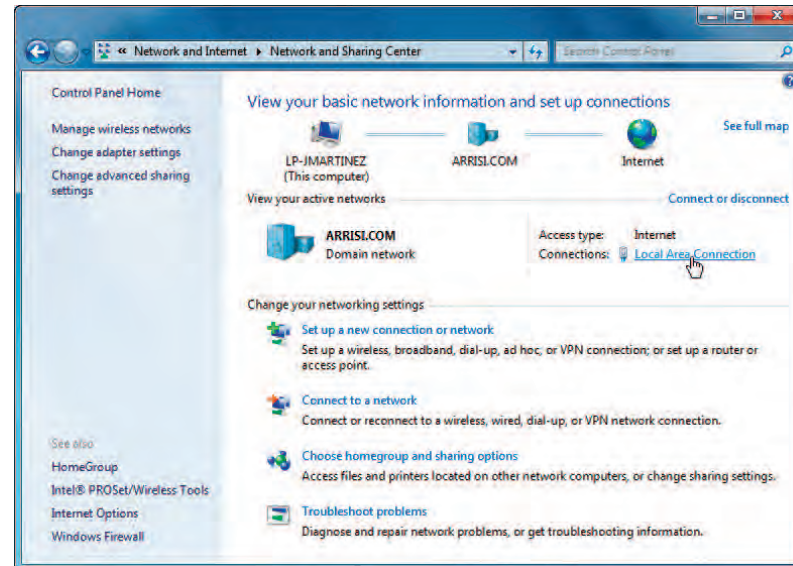 « Network and Internet ▸ Network and Sharing Center
Search Control Panel
Control Panel Home
Manage wireless networks
Change adapter settings
Change advanced sharing
settings
See also
HomeGroup
Intel® PROSet/Wireless Tools
Internet Options
Windows Firewall
View your basic network information and set up connections
See full map
LP-JMARTINEZ
(This computer)
ARRISI.COM
Internet
View your active networks
Connect or disconnect
ARRISI.COM
Domain network
Access type: Internet
Connections: Local Area Connection
Change your networking settings
Set up a new connection or network
Set up a wireless, broadband, dial-up, ad hoc, or VPN connection; or set up a router or
access point.
Connect to a network
Connect or reconnect to a wireless, wired, dial-up, or VPN network connection.
Choose homegroup and sharing options
Access files and printers located on other network computers, or change sharing settings.
Troubleshoot problems
Diagnose and repair network problems, or get troubleshooting information.